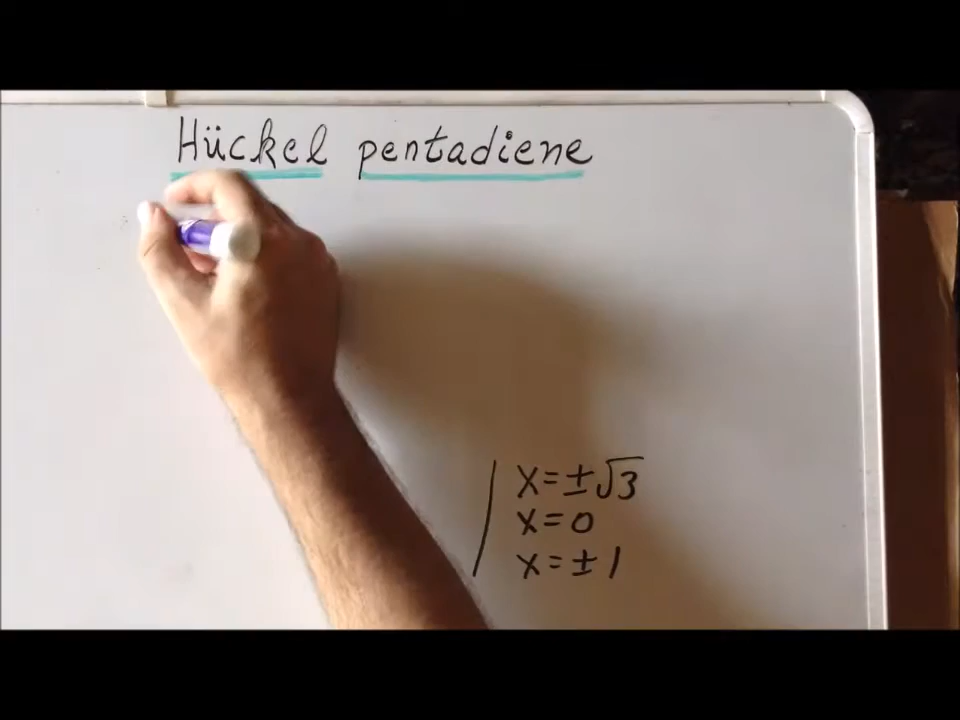 Hückel pentadiene
x = ±√3
x = 0
x = ±1